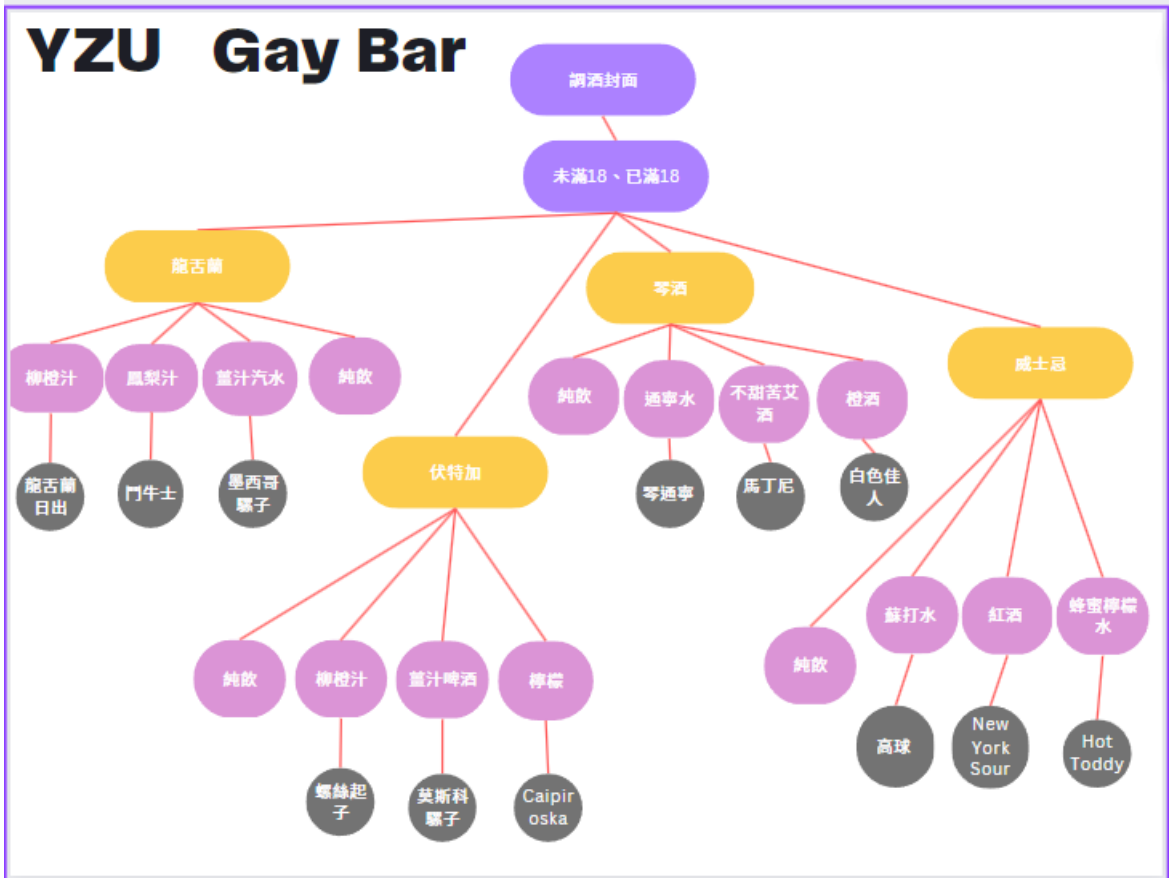 YZU Gay Bar
調酒封面
未滿18、已滿18
龍舌蘭
琴酒
威士忌
伏特加
柳橙汁
鳳梨汁
薑汁汽水
純飲
龍舌蘭
日出
鬥牛士
墨西哥
騾子
純飲
通寧水
不甜苦艾
酒
橙酒
琴通寧
馬丁尼
白色佳
人
純飲
柳橙汁
薑汁啤酒
檸檬
螺絲起
子
莫斯科
騾子
Caipir
oska
純飲
蘇打水
紅酒
蜂蜜檸檬
水
高球
New
York
Sour
Hot
Toddy